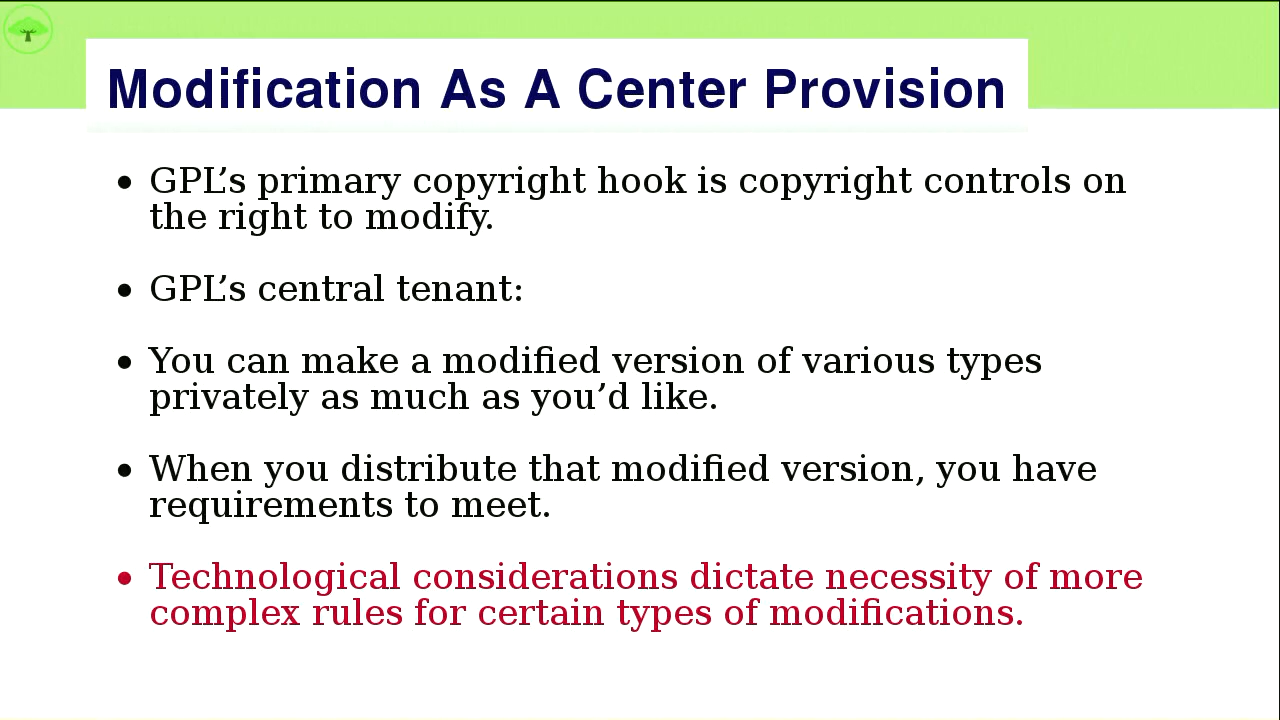 Modification As A Center Provision
• GPL’s primary copyright hook is copyright controls on
the right to modify.
• GPL’s central tenant:
• You can make a modified version of various types
privately as much as you’d like.
• When you distribute that modified version, you have
requirements to meet.
• Technological considerations dictate necessity of more
complex rules for certain types of modifications.